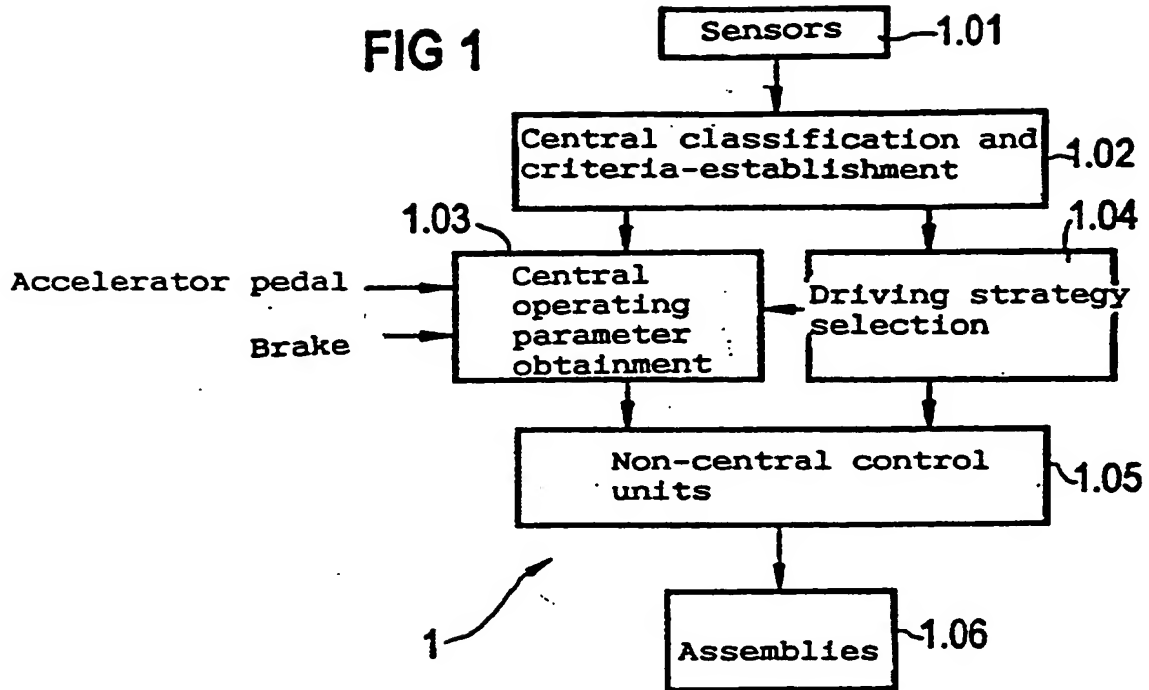 FIG 1
Sensors
1.01
Central classification and
criteria-establishment
1.02
1.03
1.04
Accelerator pedal
Brake
Central
operating
parameter
obtainment
Driving strategy
selection
Non-central control
units
1.05
1
Assemblies
1.06